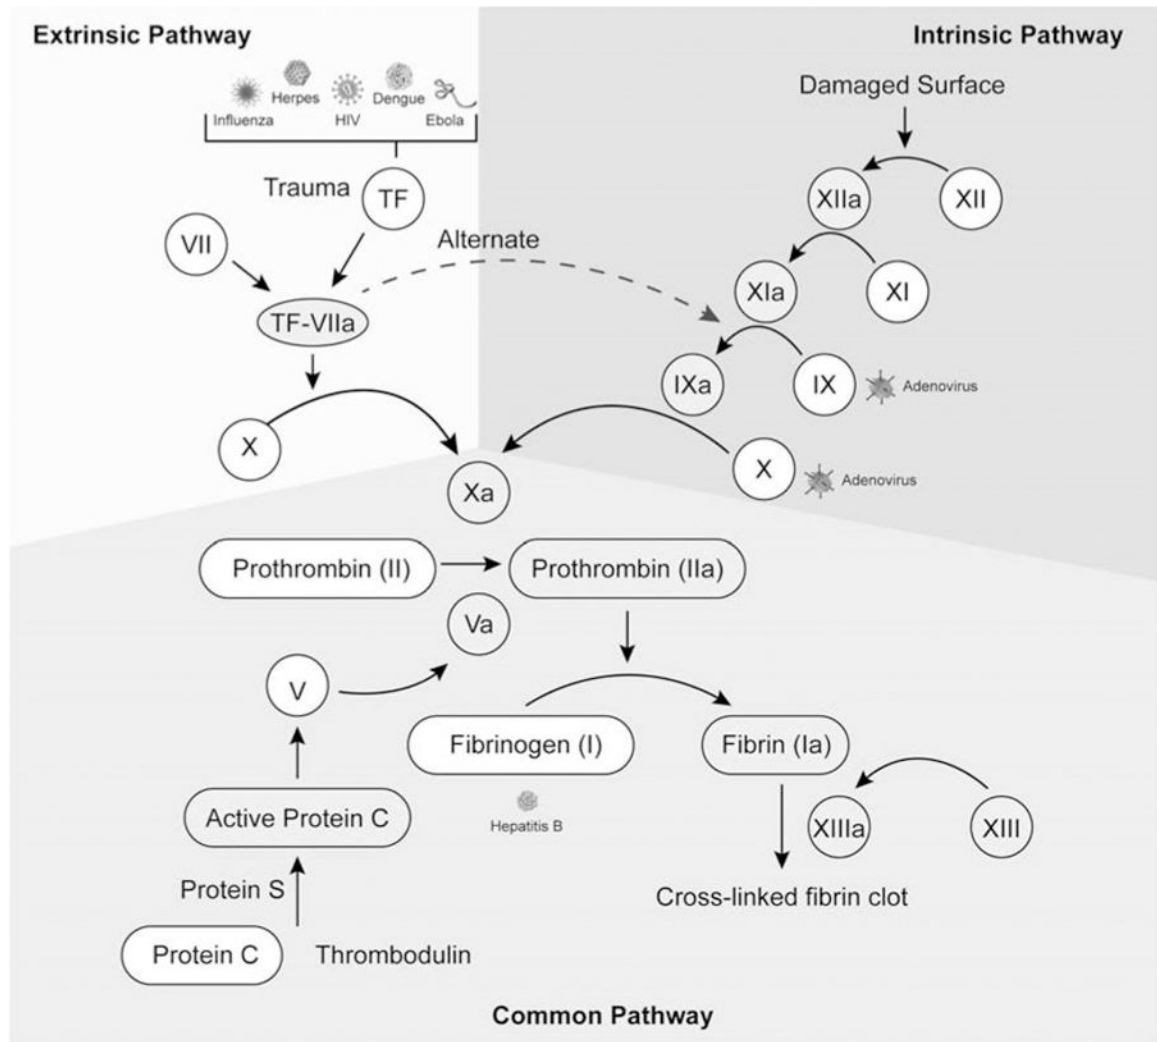 Extrinsic Pathway
Intrinsic Pathway
Influenza
Herpes
HIV
Dengue
Ebola
Trauma
TF
VII
TF-VIIa
X
Alternate
Damaged Surface
XIIa
XII
XIa
XI
IXa
IX
Adenovirus
X
Adenovirus
Xa
Prothrombin (II)
Prothrombin (IIa)
Va
V
Fibrinogen (I)
Fibrin (Ia)
Hepatitis B
XIIIa
XIII
Active Protein C
Cross-linked fibrin clot
Protein S
Protein C
Thrombodulin
Common Pathway